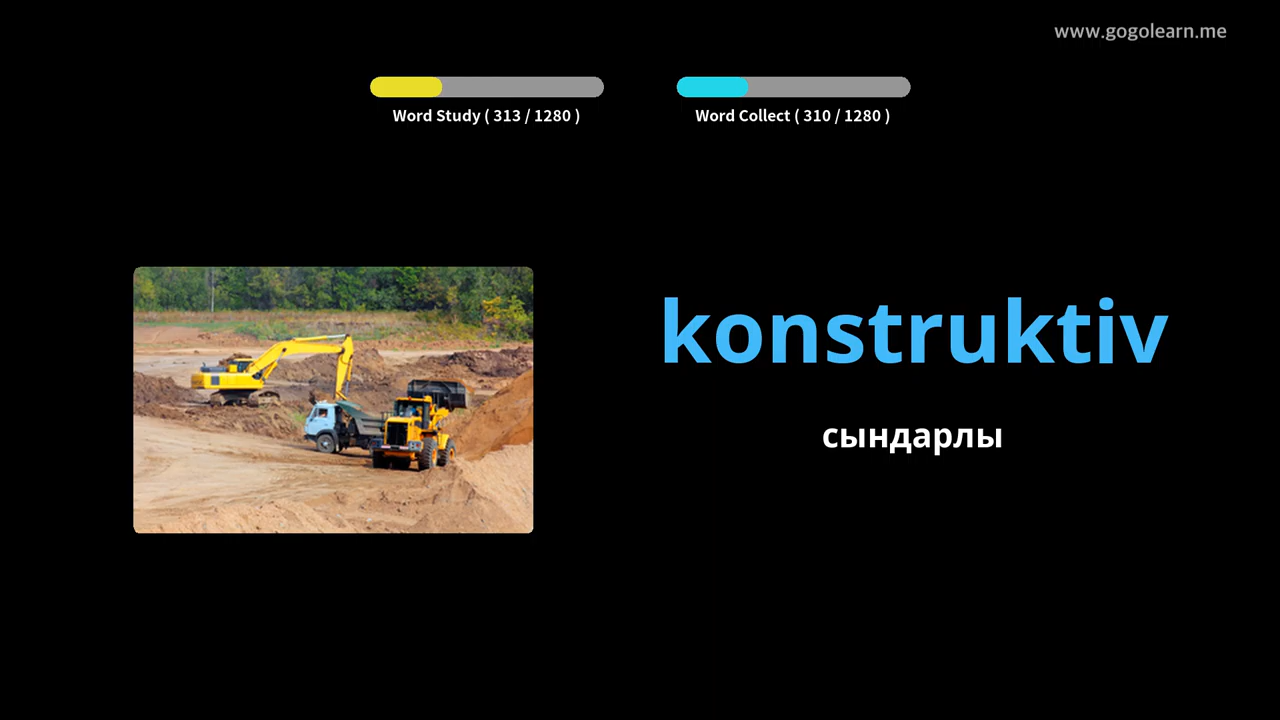 www.gogolearn.me
Word Study ( 313 / 1280 )
Word Collect ( 310 / 1280 )
konstruktiv
сындарлы